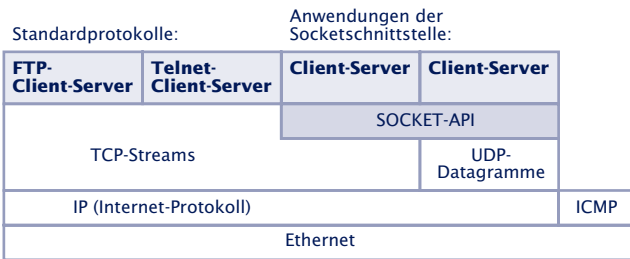 Standardprotokolle:
Anwendungen der
Socketschnittstelle:
FTP-
Client-Server
Telnet-
Client-Server
Client-Server
Client-Server
SOCKET-API
TCP-Streams
UDP-
Datagramme
IP (Internet-Protokoll)
ICMP
Ethernet